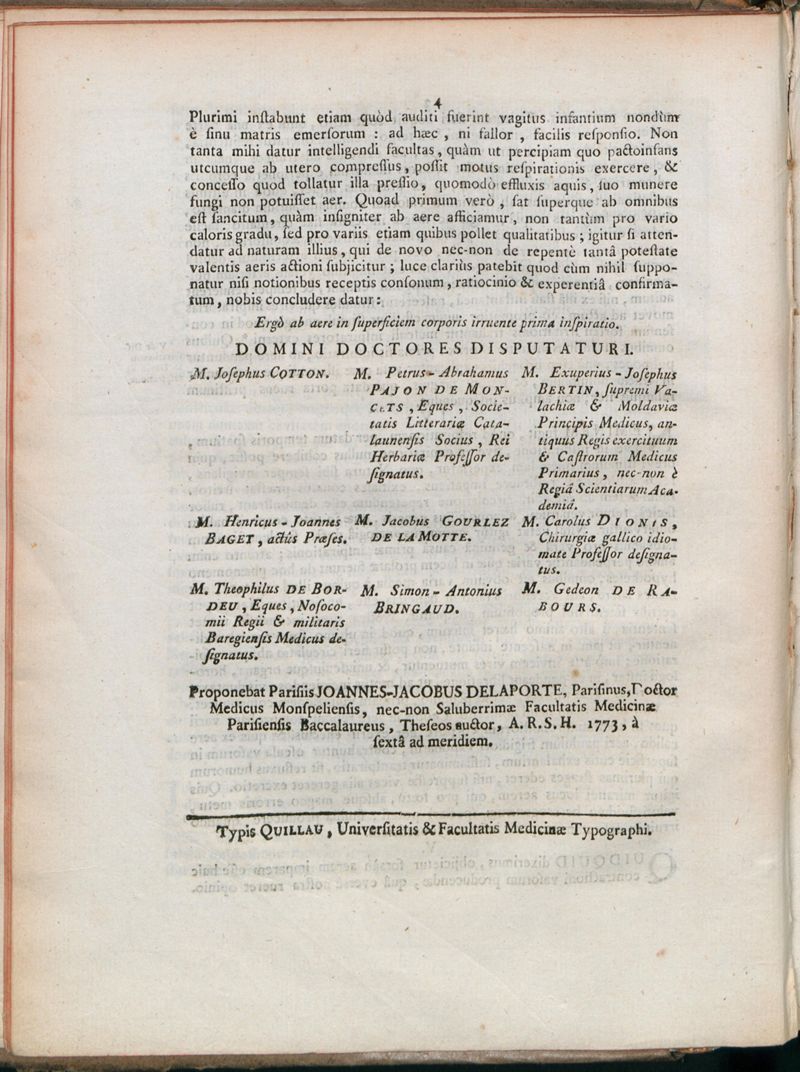 4
Plurimi inſtabunt etiam quòd auditi fuerint vagitus infantium nondùm
è ſinu matris emerſorum : ad hæc , ni fallor , facilis reſponſio. Non
tanta mihi datur intelligendi facultas, quàm ut percipiam quo pactoinfans
utcumque ab utero compreſſus, poſſit motus reſpirationis exercere, &
conceſſo quod tollatur illa preſſio, quomodò effluxis aquis, ſuo munere
fungi non potuiſſet aer. Quoad primum verò , ſat ſuperque ab omnibus
eſt ſancitum, quàm inſigniter ab aere afficiamur, non tantùm pro vario
caloris gradu, ſed pro variis etiam quibus pollet qualitatibus ; igitur ſi atten-
datur ad naturam illius, qui de novo nec-non de repentè tantâ poteſtate
valentis aeris actioni ſubjicitur ; luce clariùs patebit quod cùm nihil ſuppo-
natur niſi notionibus receptis conſonum, ratiocinio & experentiâ confirma-
tum, nobis concludere datur :
Ergò ab aere in ſuperficiem corporis irruente prima inſpiratio.
DOMINI DOCTORES DISPUTATURI.
M. Joſephus COTTON.
M. Petrus-Abrahamus
PAJON DE MON-
CETS , Eques , Socie-
tatis Litterariæ Cata-
launenſis Socius , Rei
Herbariæ Profeſſor de-
ſignatus.
M. Exuperius-Joſephus
BERTIN, ſupremi Va-
lachiæ & Moldaviæ
Principis Medicus, an-
tiquus Regis exercituum
& Caſtrorum Medicus
Primarius, nec-non è
Regiâ Scientiarum Aca-
demiâ.
M. Henricus-Joannes
BAGET, actûs Præſes.
M. Jacobus GOURLEZ
DE LA MOTTE.
M. Carolus DIONIS,
Chirurgiæ gallico idio-
mate Profeſſor deſigna-
tus.
M. Theophilus DE BOR-
DEU, Eques, Noſoco-
mii Regii & militaris
Baregienſis Medicus de-
ſignatus.
M. Simon-Antonius
BRINGAUD.
M. Gedeon DE RA-
BOURS.
Proponebat Pariſiis JOANNES-JACOBUS DELAPORTE, Pariſinus, Doctor
Medicus Monſpelienſis, nec-non Saluberrimæ Facultatis Medicinæ
Pariſienſis Baccalaureus, Theſeos auctor, A. R. S. H. 1773, à
ſextâ ad meridiem.
Typis QUILLAU, Univerſitatis & Facultatis Medicinæ Typographi.